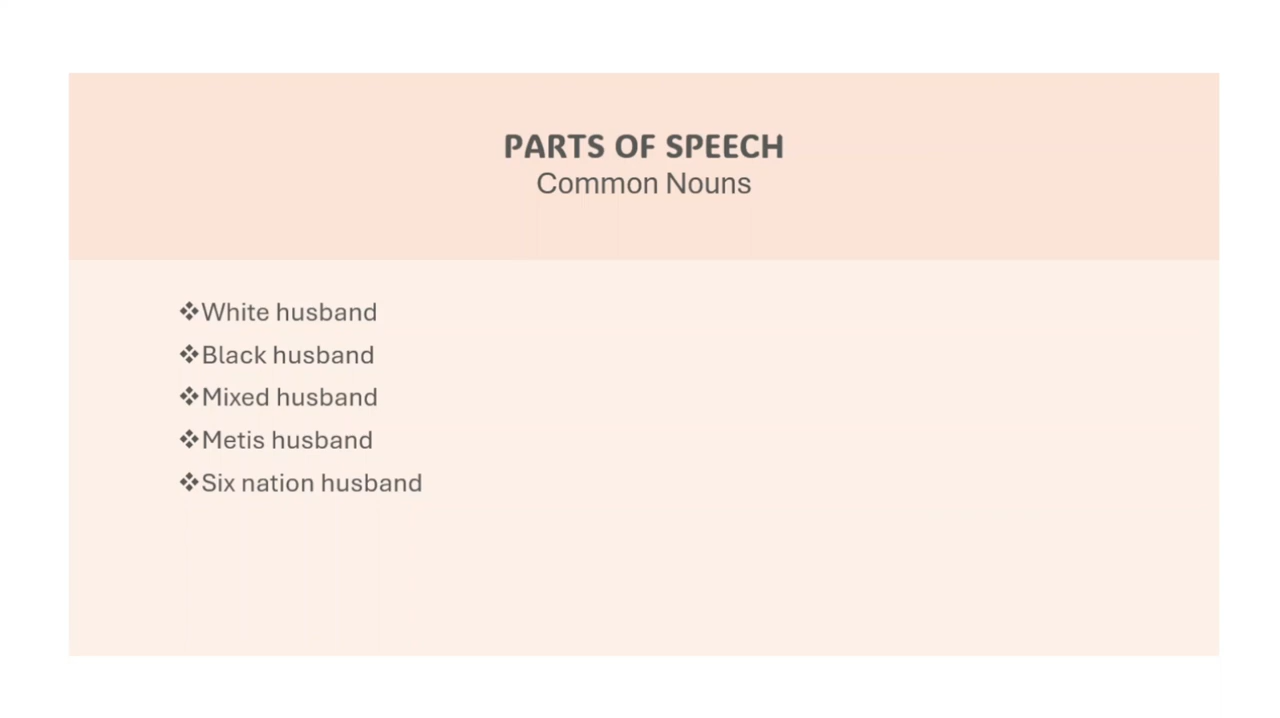 PARTS OF SPEECH
Common Nouns
❖White husband
❖Black husband
❖Mixed husband
❖Metis husband
❖Six nation husband